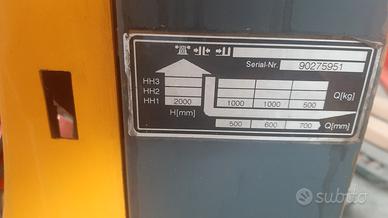 Serial-Nr. 90275951
HH3
HH2
HH1 2000 1000 1000 500 Q[kg]
H[mm] 500 600 700 Q[mm]
subito